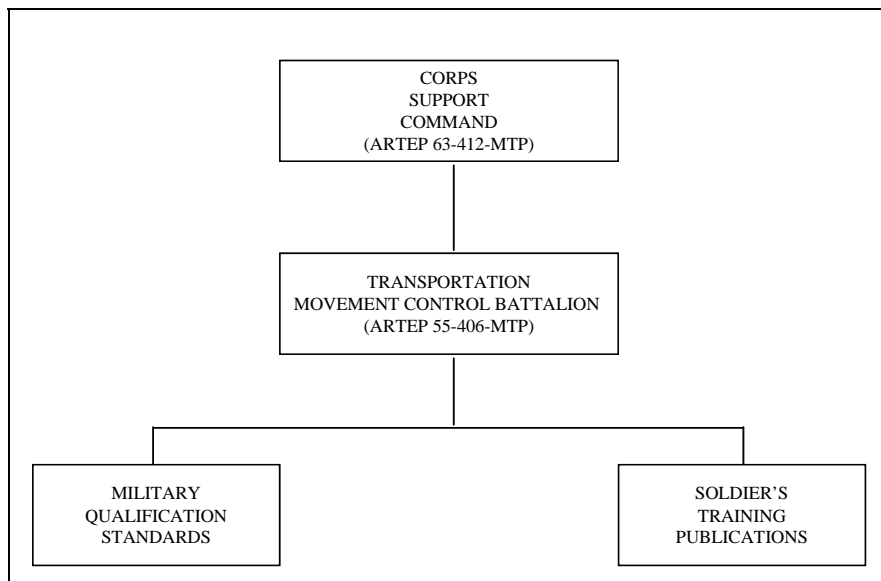 CORPS
SUPPORT
COMMAND
(ARTEP 63-412-MTP)
TRANSPORTATION
MOVEMENT CONTROL BATTALION
(ARTEP 55-406-MTP)
MILITARY
QUALIFICATION
STANDARDS
SOLDIER’S
TRAINING
PUBLICATIONS